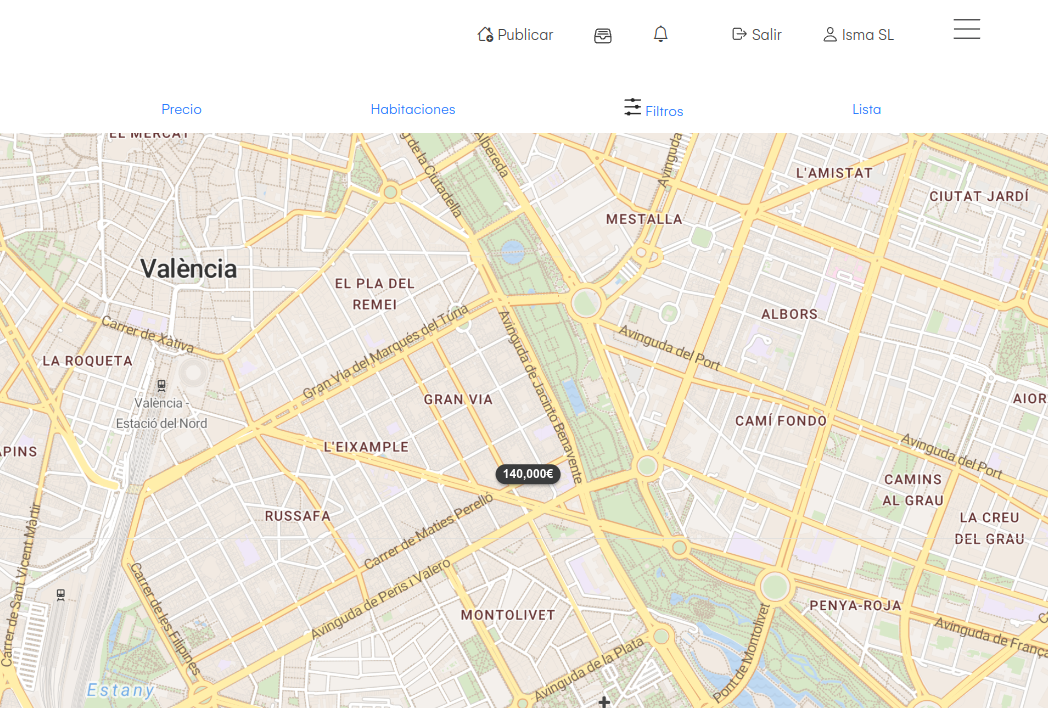 Publicar
Salir
Isma SL
Precio
Habitaciones
Filtros
Lista
EL MERCAT
g de la Ciutadella
Albereda
Avinguda
L'AMISTAT
CIUTAT JARDÍ
MESTALLA
València
EL PLA DEL
REMEI
ALBORS
Carrer de Xàtiva
Gran Via del Marqués del Túria
Avinguda del Port
LA ROQUETA
València -
Estació del Nord
GRAN VIA
Avinguda de Jacinto Benavente
AIOR
CAMÍ FONDO
APINS
L'EIXAMPLE
Avinguda del Port
140,000€
CAMINS
AL GRAU
RUSSAFA
Carrer de Maties Perelló
LA CREU
DEL GRAU
Carrer de Sant Vicent Màrtir
Avinguda de Peris i Valero
Carrer de les Filipines
MONTOLIVET
PENYA-ROJA
Avinguda de França
Pont de Montolivet
Avinguda de la Plata
Estany